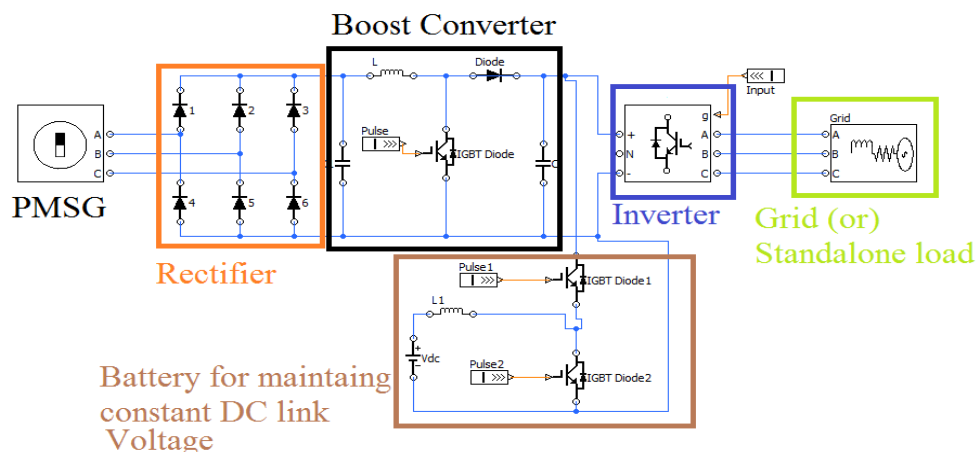 Boost Converter
L
Diode
Input
1
2
3
Pulse
IGBT Diode
C
g
+
N
-
A
B
C
Grid
A
B
C
A
B
C
4
5
6
PMSG
Rectifier
Inverter
Grid (or)
Standalone load
Pulse1
IGBT Diode1
L1
Vdc
+
Pulse2
IGBT Diode2
Battery for maintaing
constant DC link
Voltage